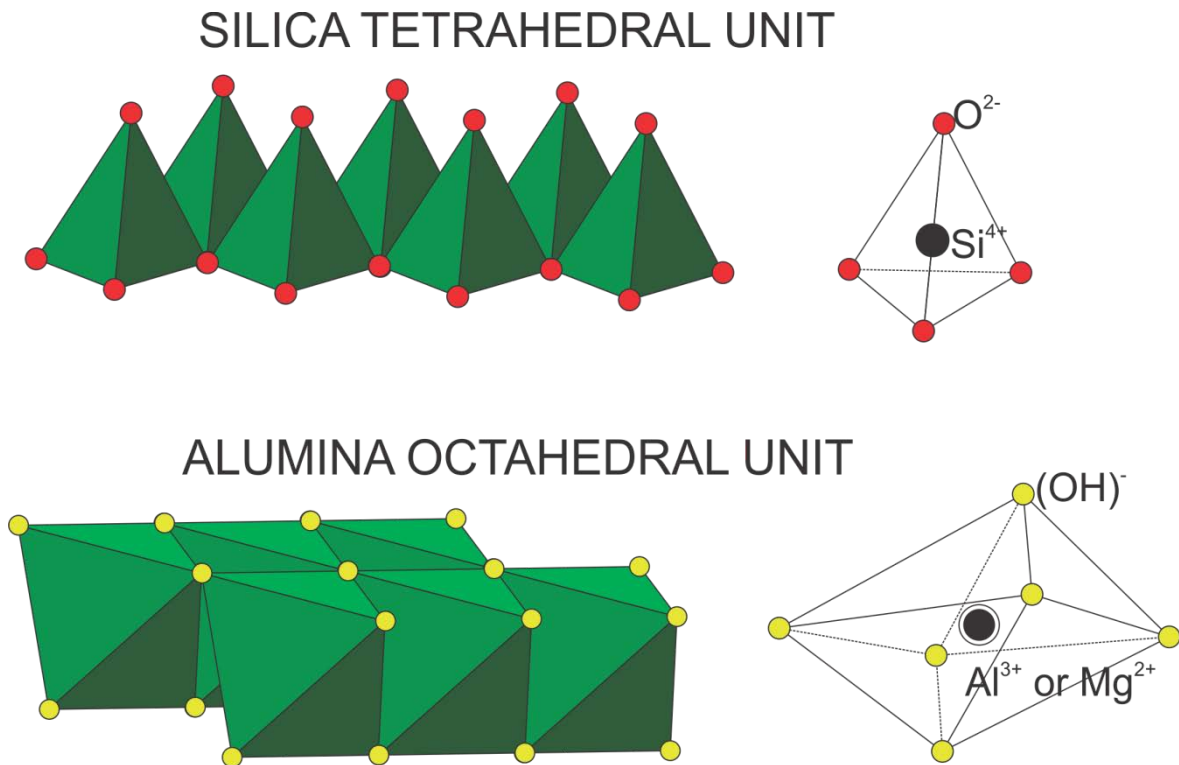 SILICA TETRAHEDRAL UNIT
O²⁻
Si⁴⁺
ALUMINA OCTAHEDRAL UNIT
(OH)⁻
Al³⁺ or Mg²⁺